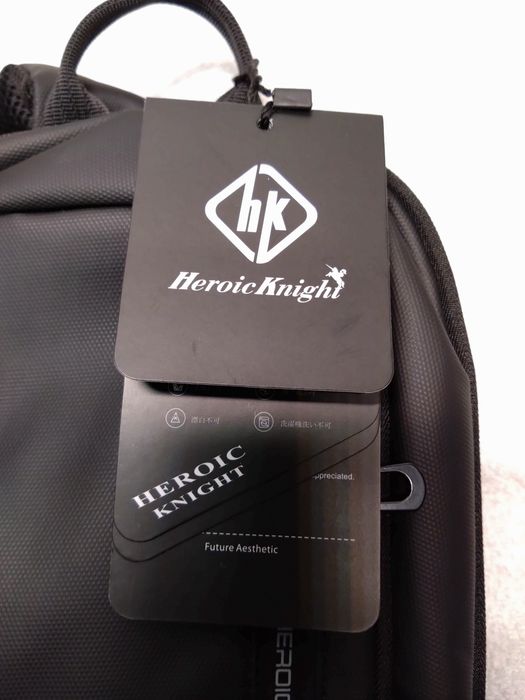 hk
HeroicKnight
漂白不可
洗濯機洗い不可
HEROIC
KNIGHT
ppreciated.
Future Aesthetic
HEROIC